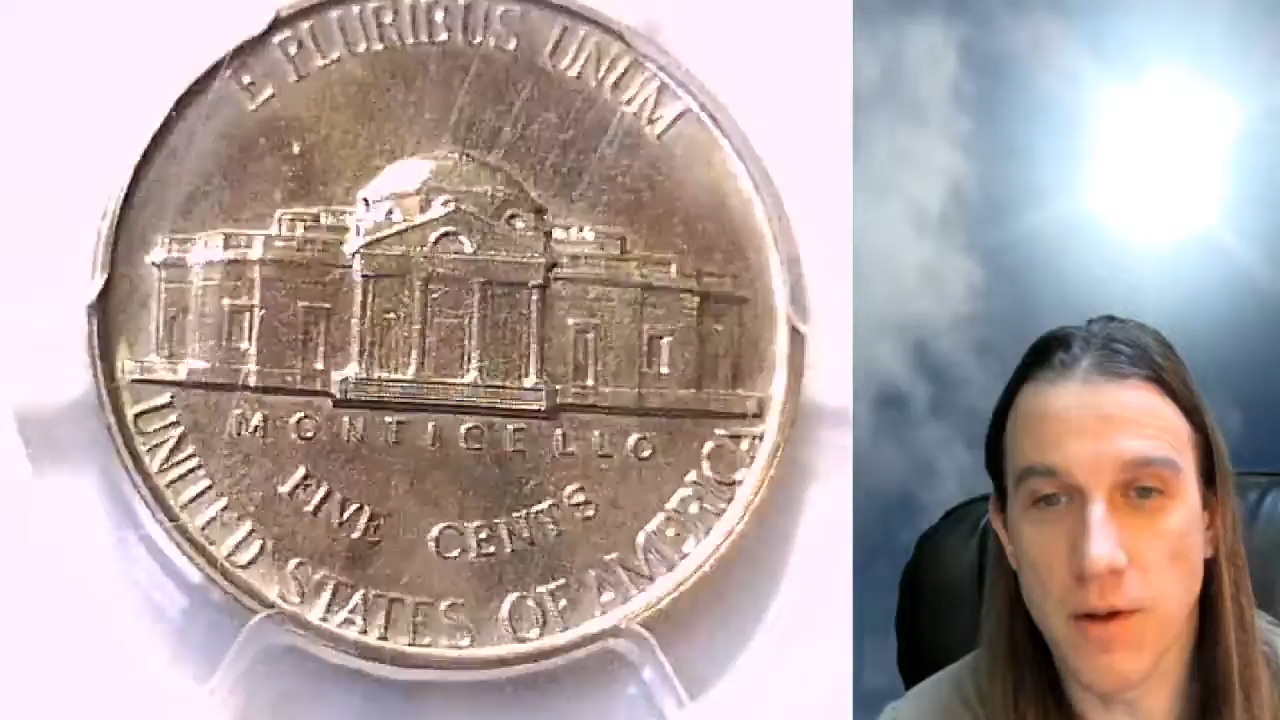 E PLURIBUS UNUM
MONTICELLO
FIVE CENTS
UNITED STATES OF AMERICA